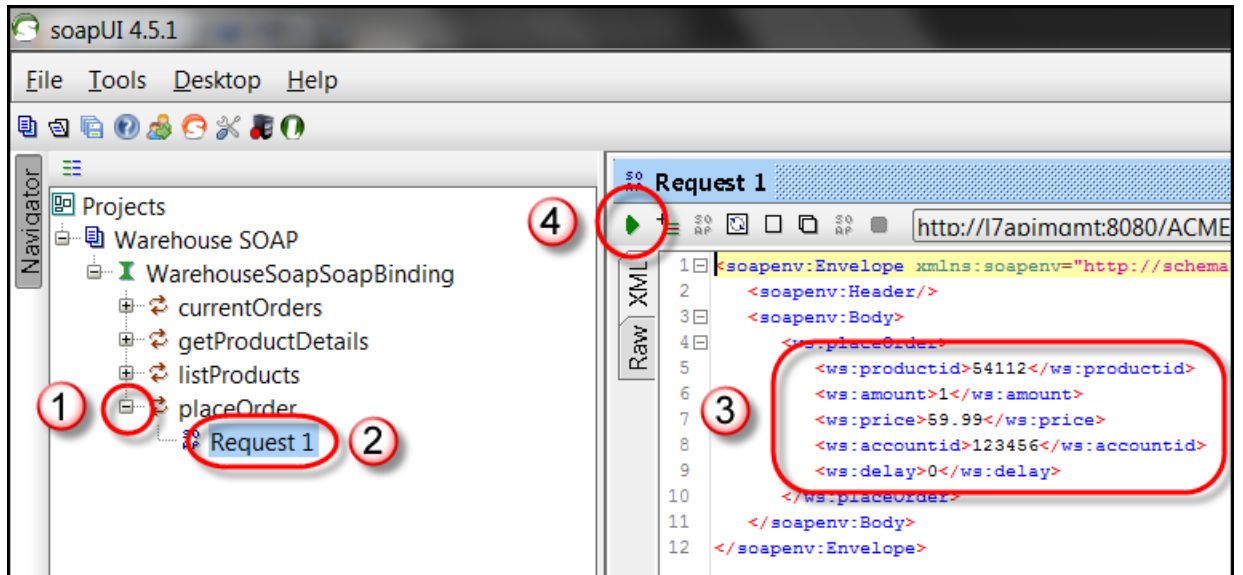 soapUI 4.5.1
File Tools Desktop Help
Navigator
Projects
Warehouse SOAP
WarehouseSoapSoapBinding
currentOrders
getProductDetails
listProducts
1
placeOrder
Request 1
2
Request 1
4
http://l7apimgmt:8080/ACME
XML
Raw
1 <soapenv:Envelope xmlns:soapenv="http://schema
2 <soapenv:Header/>
3 <soapenv:Body>
4 <ws:placeOrder>
5 <ws:productid>54112</ws:productid>
6 <ws:amount>1</ws:amount>
3
7 <ws:price>59.99</ws:price>
8 <ws:accountid>123456</ws:accountid>
9 <ws:delay>0</ws:delay>
10 </ws:placeOrder>
11 </soapenv:Body>
12 </soapenv:Envelope>